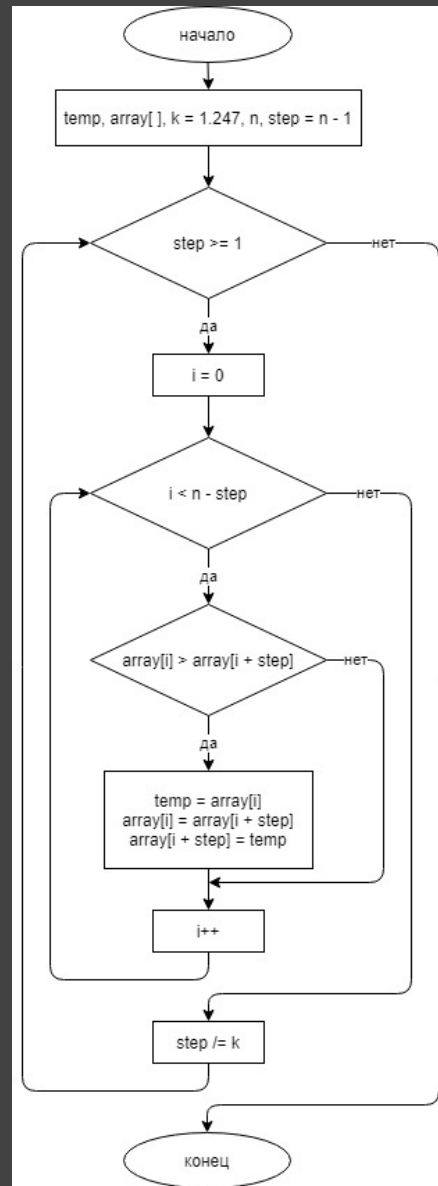 начало
temp, array[ ], k = 1.247, n, step = n - 1
step >= 1
нет
да
i = 0
i < n - step
нет
да
array[i] > array[i + step]
нет
да
temp = array[i]
array[i] = array[i + step]
array[i + step] = temp
i++
step /= k
конец